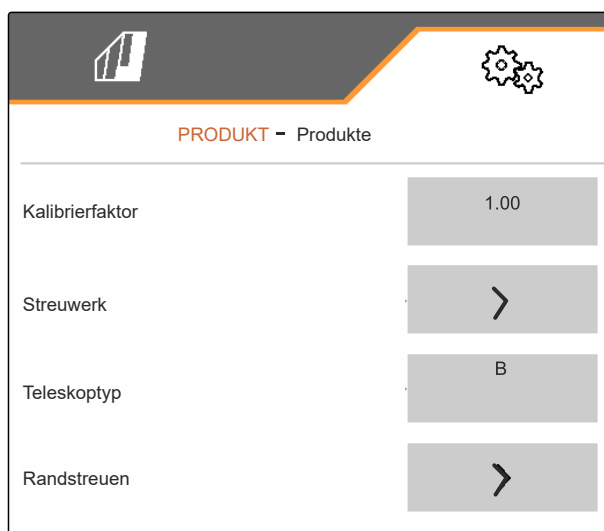 PRODUKT - Produkte
Kalibrierfaktor 1.00
Streuwerk
Teleskoptyp B
Randstreuen